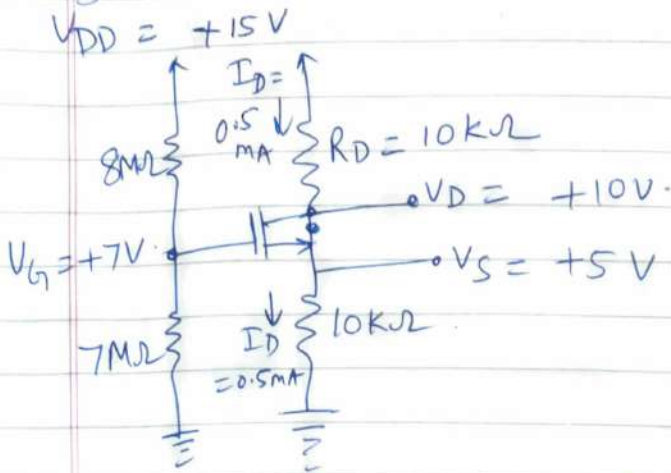 VDD = +15 V
ID =
0.5 mA
8MΩ
RD = 10KΩ
VD = +10V.
VG = +7V.
VS = +5 V
7MΩ
ID = 0.5mA
10KΩ